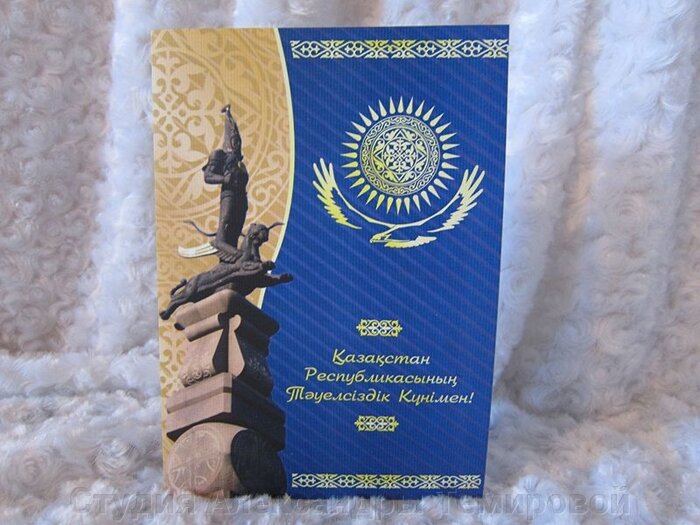 Қазақстан
Республикасының
Тәуелсіздік Күнімен!
Студия Александры Темировой